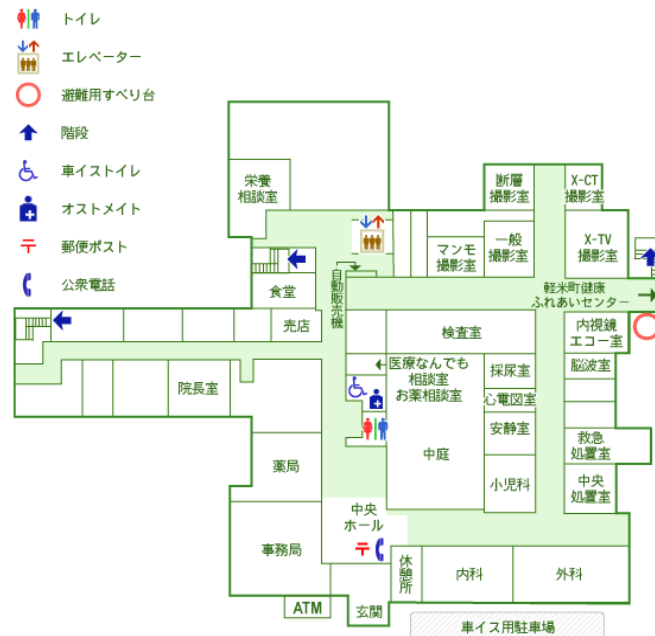 トイレ
エレベーター
避難用すべり台
階段
車イストイレ
オストメイト
郵便ポスト
公衆電話
栄養
相談室
断層
撮影室
X-CT
撮影室
マンモ
撮影室
一般
撮影室
X-TV
撮影室
食堂
自動販売機
軽米町健康
ふれあいセンター
売店
検査室
内視鏡
エコー室
医療なんでも
相談室
お薬相談室
採尿室
脳波室
院長室
心電図室
安静室
救急
処置室
中庭
薬局
小児科
中央
処置室
中央
ホール
事務局
休憩所
内科
外科
ATM
玄関
車イス用駐車場